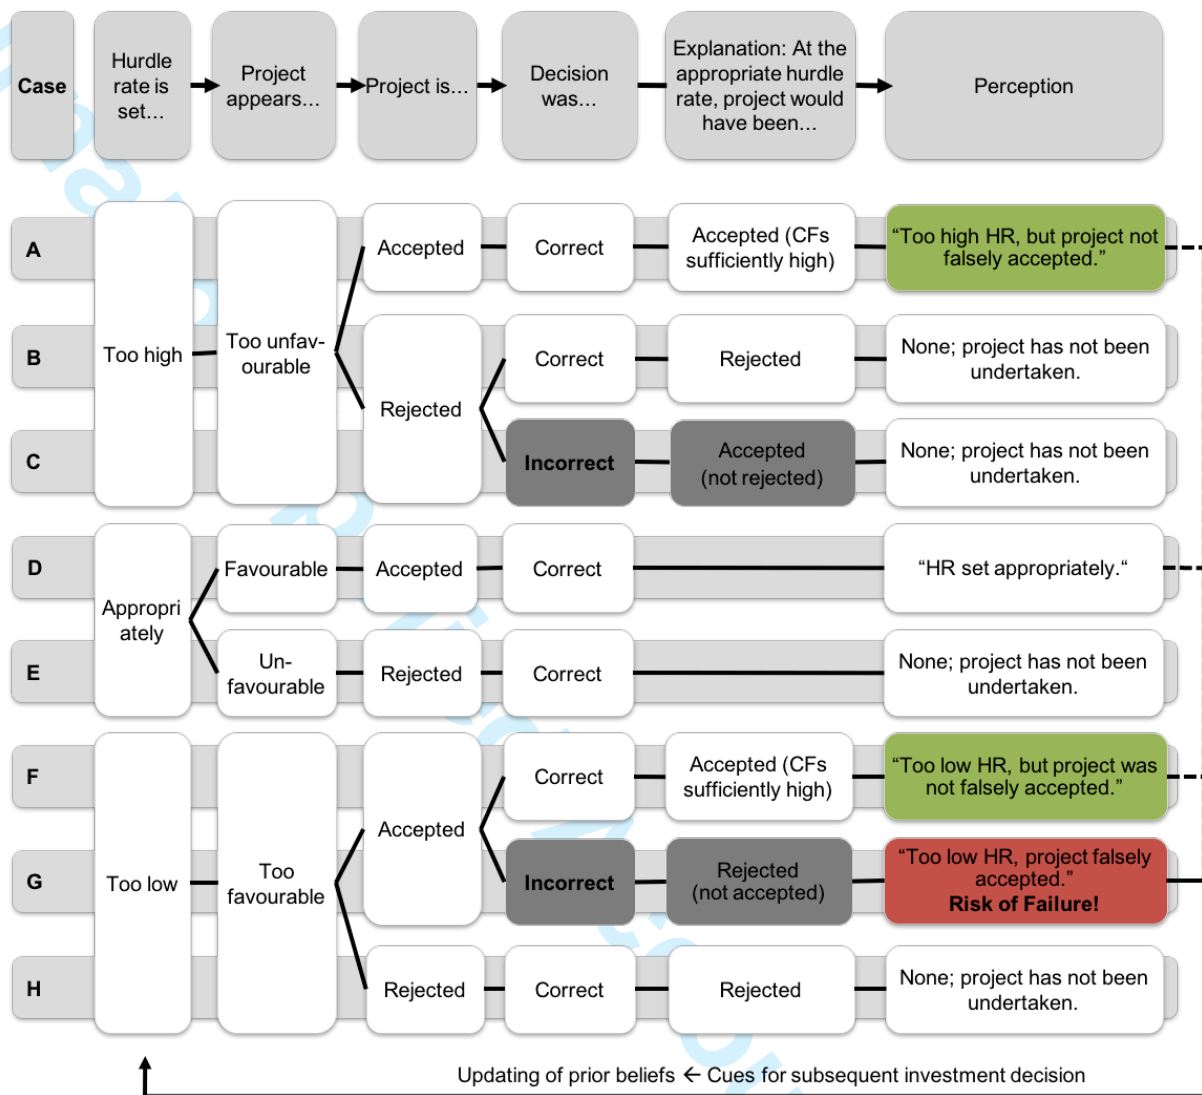 Case
Hurdle
rate is
set…
Project
appears…
Project is…
Decision
was…
Explanation: At the
appropriate hurdle
rate, project would
have been…
Perception
A
Too high
Too unfav-
ourable
Accepted
Correct
Accepted (CFs
sufficiently high)
“Too high HR, but project not
falsely accepted.”
B
Rejected
Correct
Rejected
None; project has not been
undertaken.
C
Incorrect
Accepted
(not rejected)
None; project has not been
undertaken.
D
Appropri
ately
Favourable
Accepted
Correct
“HR set appropriately.“
E
Un-
favourable
Rejected
Correct
None; project has not been
undertaken.
F
Too low
Too
favourable
Accepted
Correct
Accepted (CFs
sufficiently high)
“Too low HR, but project was
not falsely accepted.”
G
Incorrect
Rejected
(not accepted)
“Too low HR, project falsely
accepted.”
Risk of Failure!
H
Rejected
Correct
Rejected
None; project has not been
undertaken.
Updating of prior beliefs ← Cues for subsequent investment decision